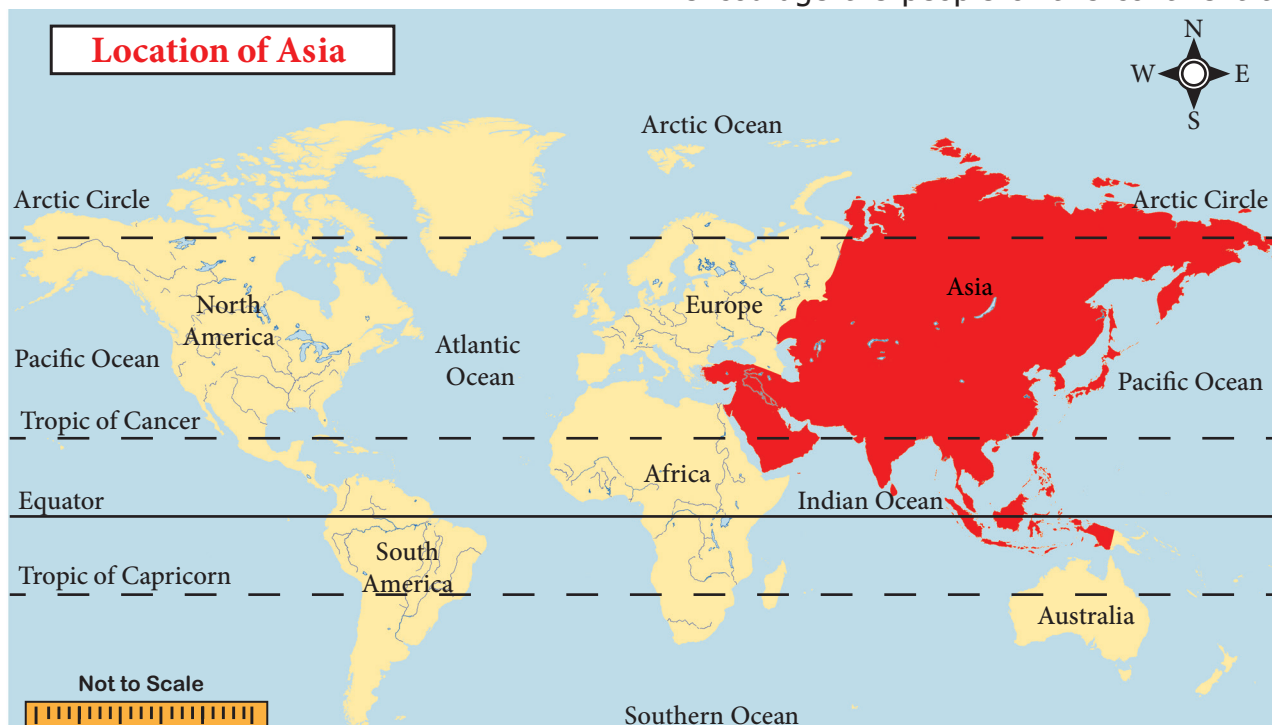 Location of Asia
N
W
E
S
Arctic Ocean
Arctic Circle
Arctic Circle
North
America
Europe
Asia
Pacific Ocean
Atlantic
Ocean
Pacific Ocean
Tropic of Cancer
Africa
Equator
Indian Ocean
South
America
Tropic of Capricorn
Australia
Not to Scale
Southern Ocean